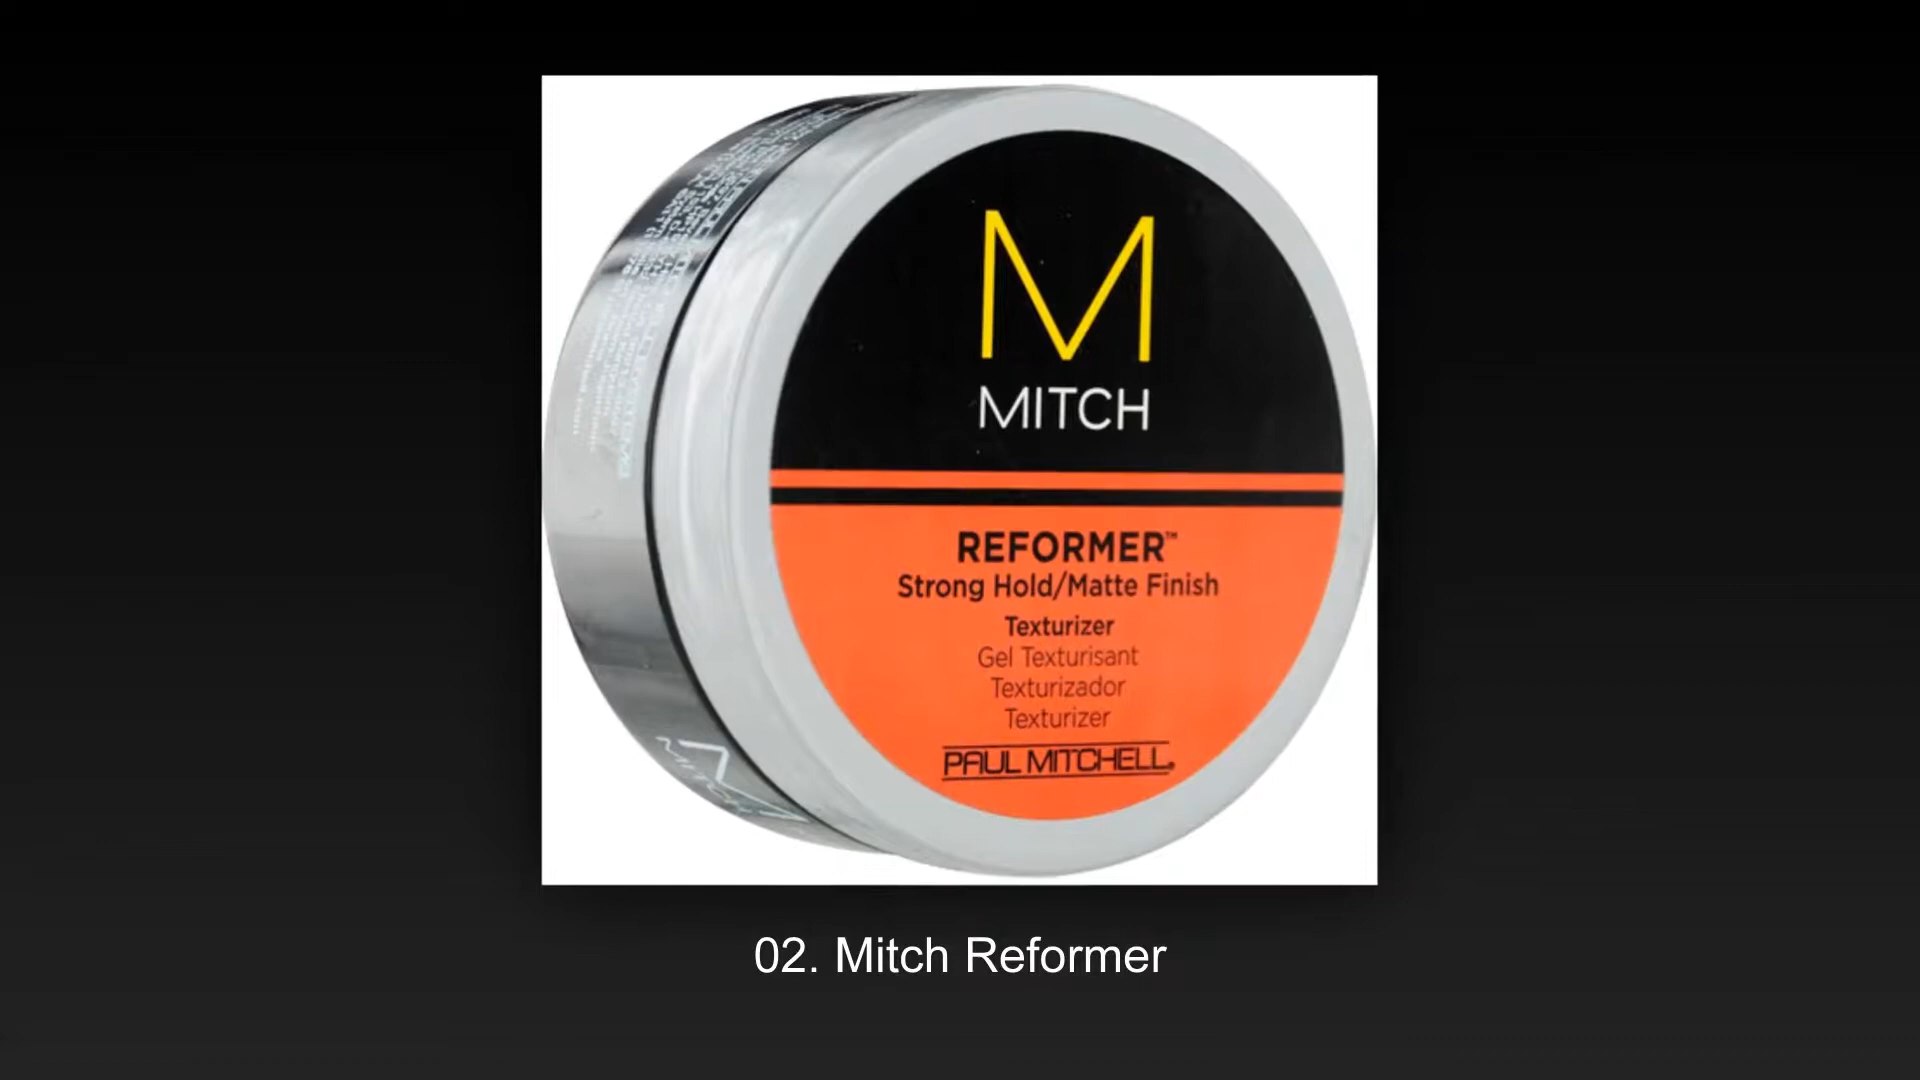 M
MITCH
REFORMER™
Strong Hold/Matte Finish
Texturizer
Gel Texturisant
Texturizador
Texturizer
PAUL MITCHELL®
02. Mitch Reformer